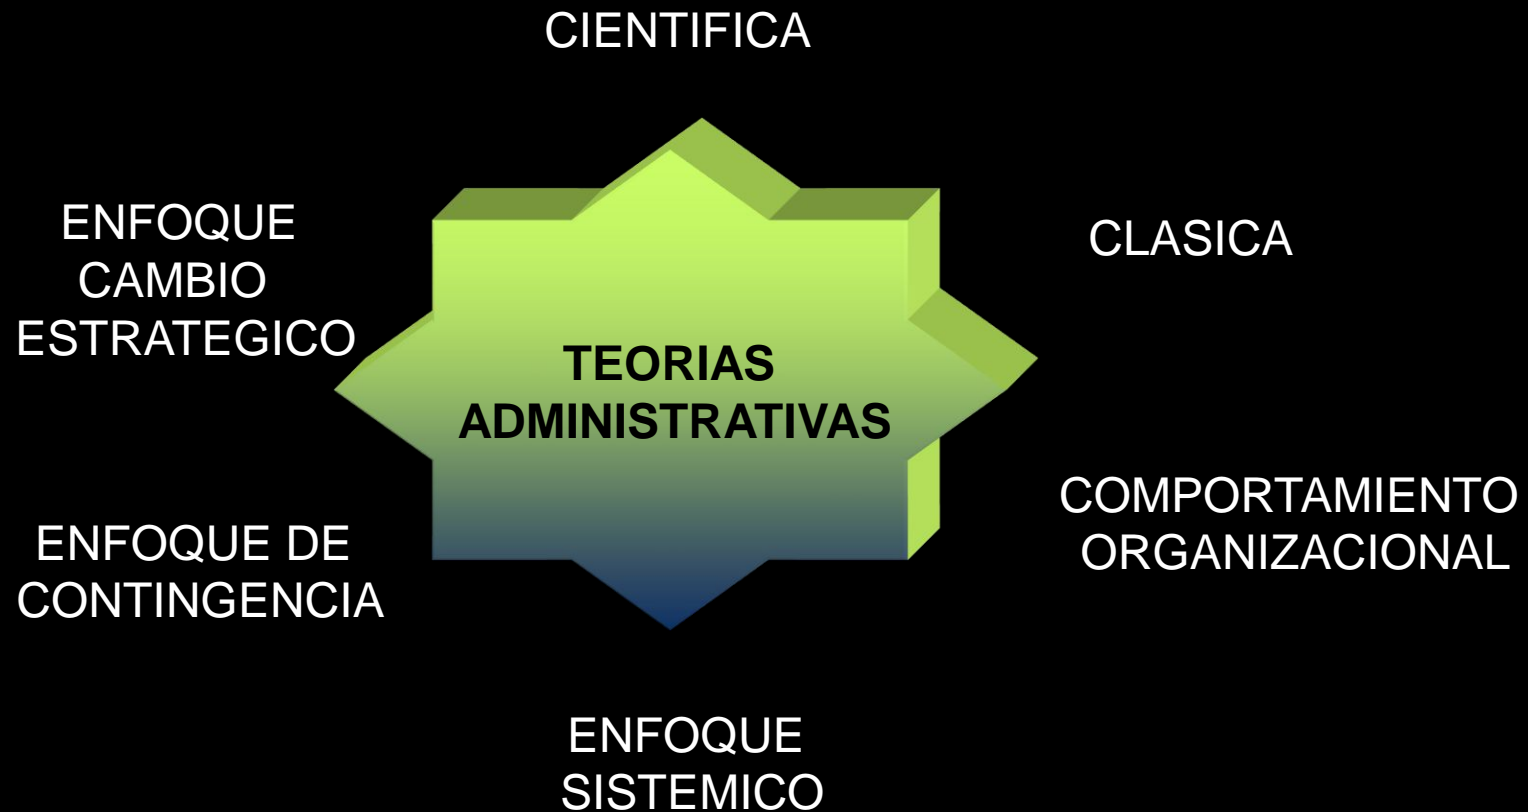 CIENTIFICA
CLASICA
COMPORTAMIENTO
ORGANIZACIONAL
ENFOQUE
SISTEMICO
ENFOQUE DE
CONTINGENCIA
ENFOQUE
CAMBIO
ESTRATEGICO
TEORIAS
ADMINISTRATIVAS